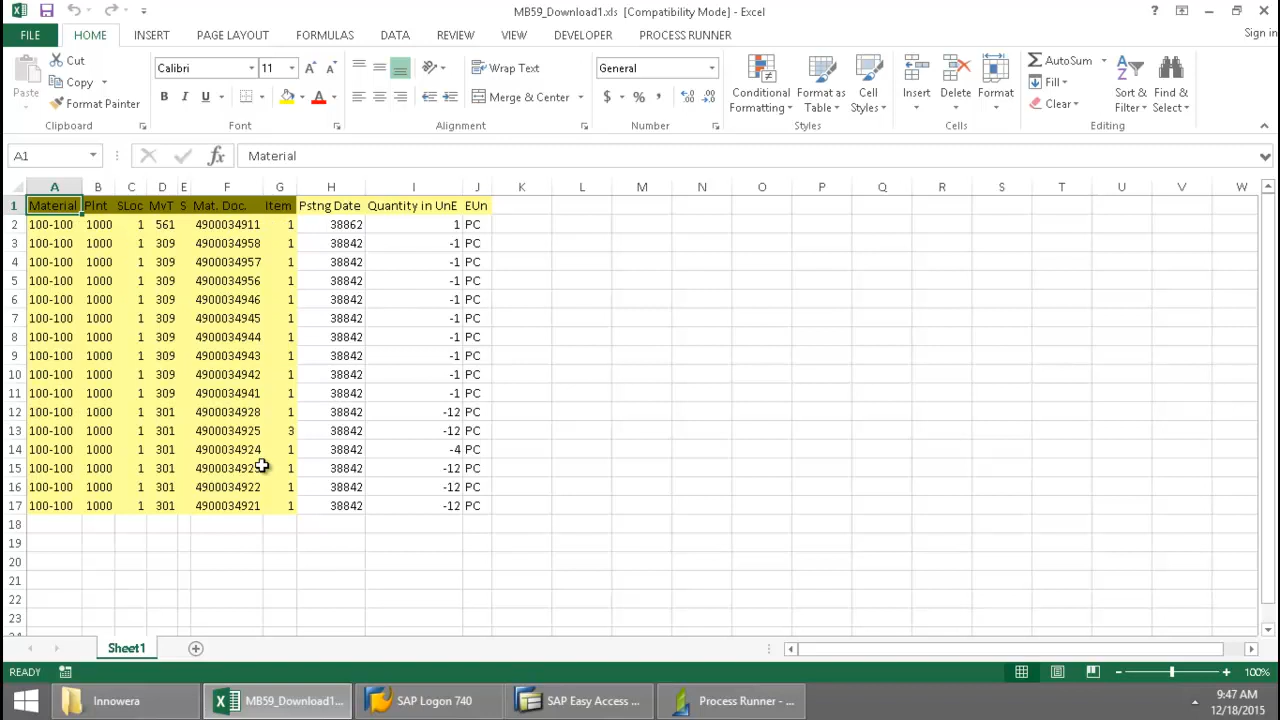 MB59_Download1.xls [Compatibility Mode] - Excel
FILE HOME INSERT PAGE LAYOUT FORMULAS DATA REVIEW VIEW DEVELOPER PROCESS RUNNER Sign in
Paste Cut Copy Format Painter Clipboard
Calibri 11 B I U A Font
Wrap Text Merge & Center Alignment
General $ % , Number
Conditional Formatting Format as Table Cell Styles Styles
Insert Delete Format Cells
AutoSum Fill Clear Sort & Filter Find & Select Editing
A1 fx Material
A B C D E F G H I J K L M N O P Q R S T U V W
1 Material Plnt SLoc MvT S Mat. Doc. Item Pstng Date Quantity in UnE EUn
2 100-100 1000 1 561 4900034911 1 38862 1 PC
3 100-100 1000 1 309 4900034958 1 38842 -1 PC
4 100-100 1000 1 309 4900034957 1 38842 -1 PC
5 100-100 1000 1 309 4900034956 1 38842 -1 PC
6 100-100 1000 1 309 4900034946 1 38842 -1 PC
7 100-100 1000 1 309 4900034945 1 38842 -1 PC
8 100-100 1000 1 309 4900034944 1 38842 -1 PC
9 100-100 1000 1 309 4900034943 1 38842 -1 PC
10 100-100 1000 1 309 4900034942 1 38842 -1 PC
11 100-100 1000 1 309 4900034941 1 38842 -1 PC
12 100-100 1000 1 301 4900034928 1 38842 -12 PC
13 100-100 1000 1 301 4900034925 3 38842 -12 PC
14 100-100 1000 1 301 4900034924 1 38842 -4 PC
15 100-100 1000 1 301 1 38842 -12 PC
16 100-100 1000 1 301 4900034922 1 38842 -12 PC
17 100-100 1000 1 301 4900034921 1 38842 -12 PC
18
19
20
21
22
23
Sheet1
READY 100%
Innowera MB59_Download1... SAP Logon 740 SAP Easy Access ... Process Runner - ... 9:47 AM
12/18/2015